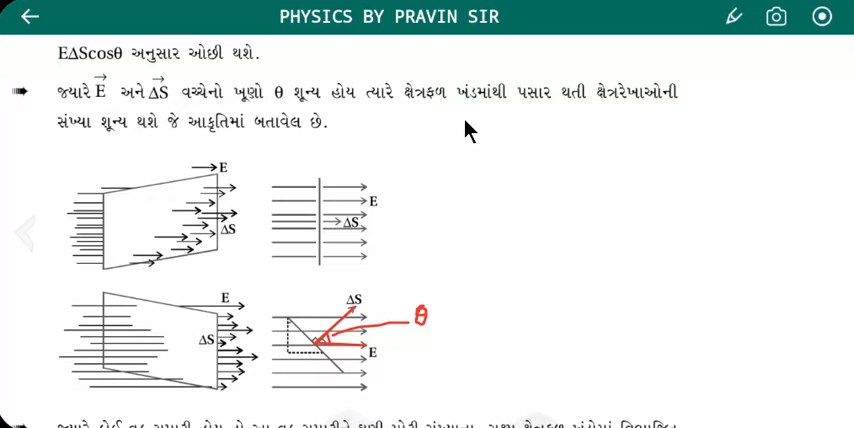 PHYSICS BY PRAVIN SIR
EΔScosθ અનુસાર ઓછી થશે.
જ્યારે E અને ΔS વચ્ચેનો ખૂણો θ શૂન્ય હોય ત્યારે ક્ષેત્રફળ ખંડમાંથી પસાર થતી ક્ષેત્રરેખાઓની
સંખ્યા શૂન્ય થશે જે આકૃતિમાં બતાવેલ છે.
E
ΔS
E
ΔS
E
ΔS
ΔS
θ
E